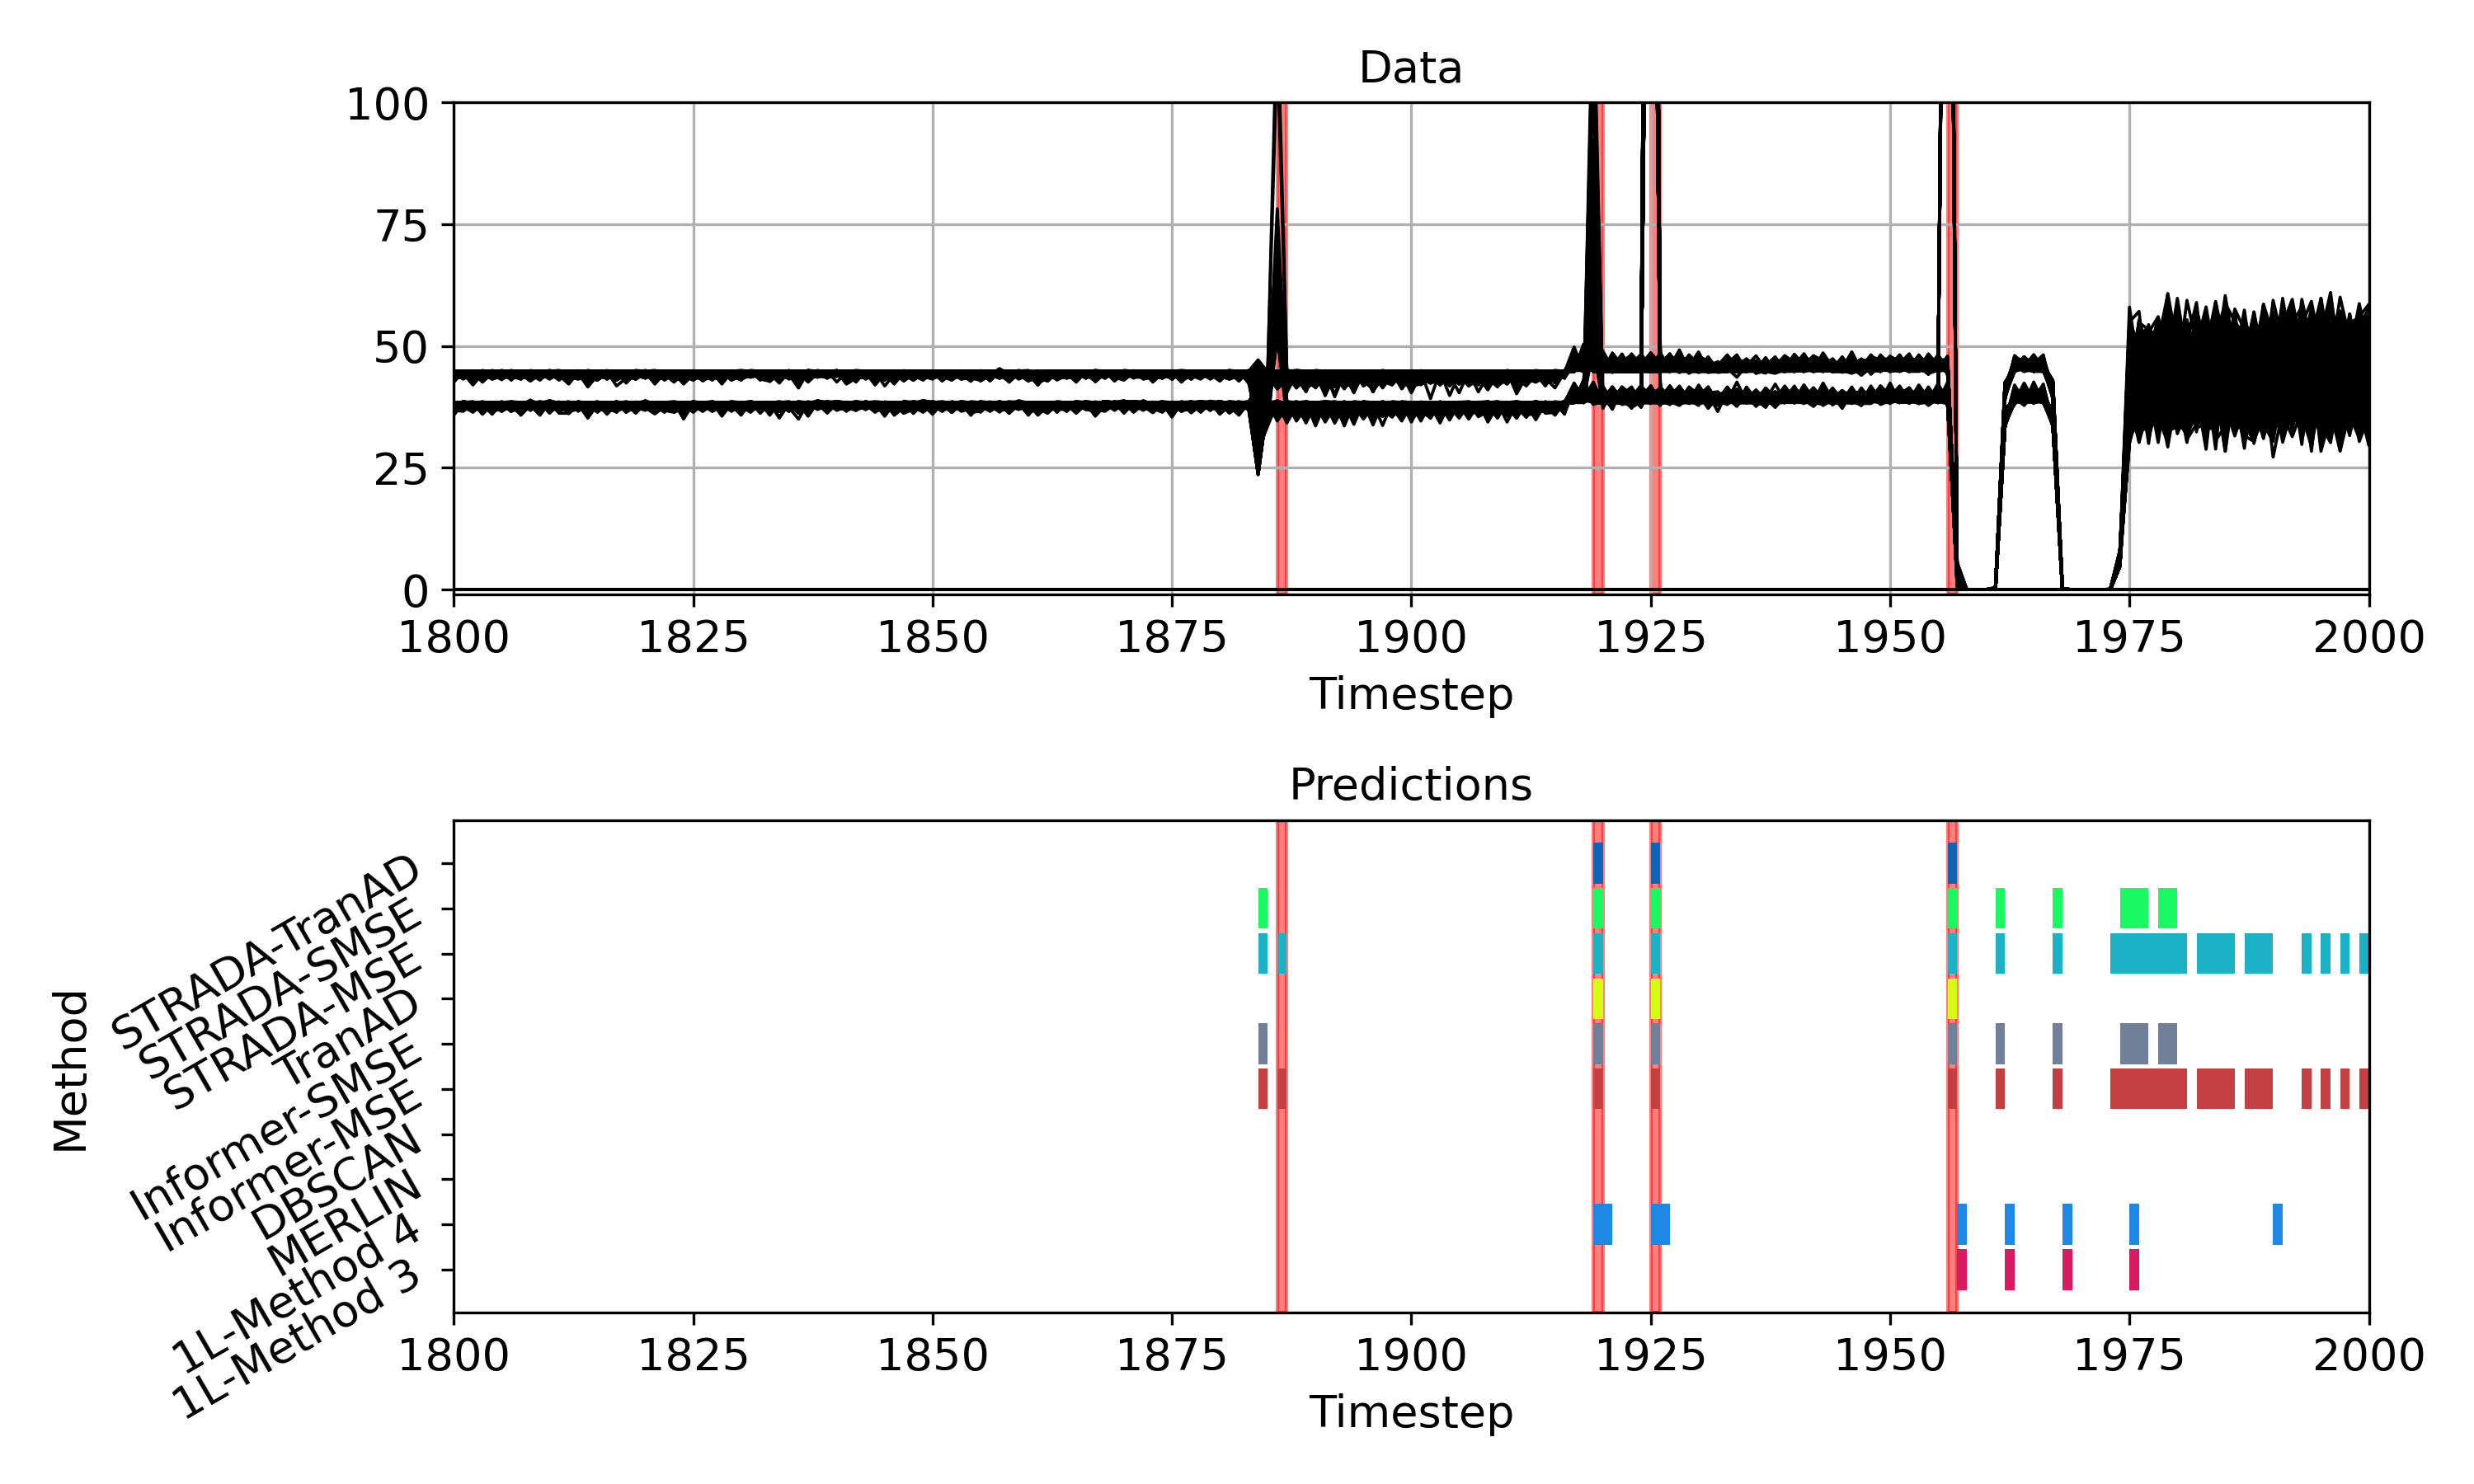 Data
100
75
50
25
0
1800 1825 1850 1875 1900 1925 1950 1975 2000
Timestep
Predictions
Method
STRADA-TranAD
STRADA-SMSE
STRADA-MSE
TranAD
Informer-SMSE
Informer-MSE
DBSCAN
MERLIN
1L-Method 4
1L-Method 3
1800 1825 1850 1875 1900 1925 1950 1975 2000
Timestep